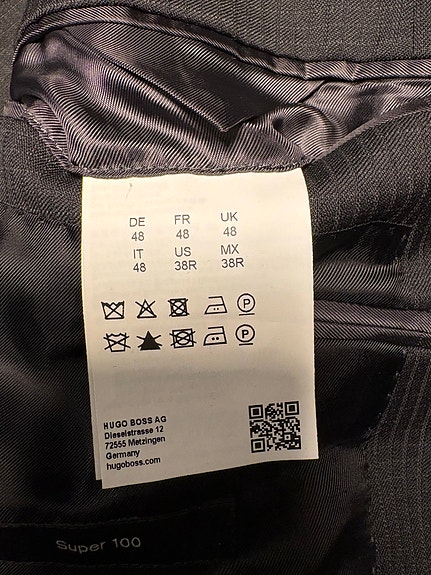 DE FR UK
48 48 48
IT US MX
48 38R 38R
P
P
HUGO BOSS AG
Dieselstrasse 12
72555 Metzingen
Germany
hugoboss.com
Super 100